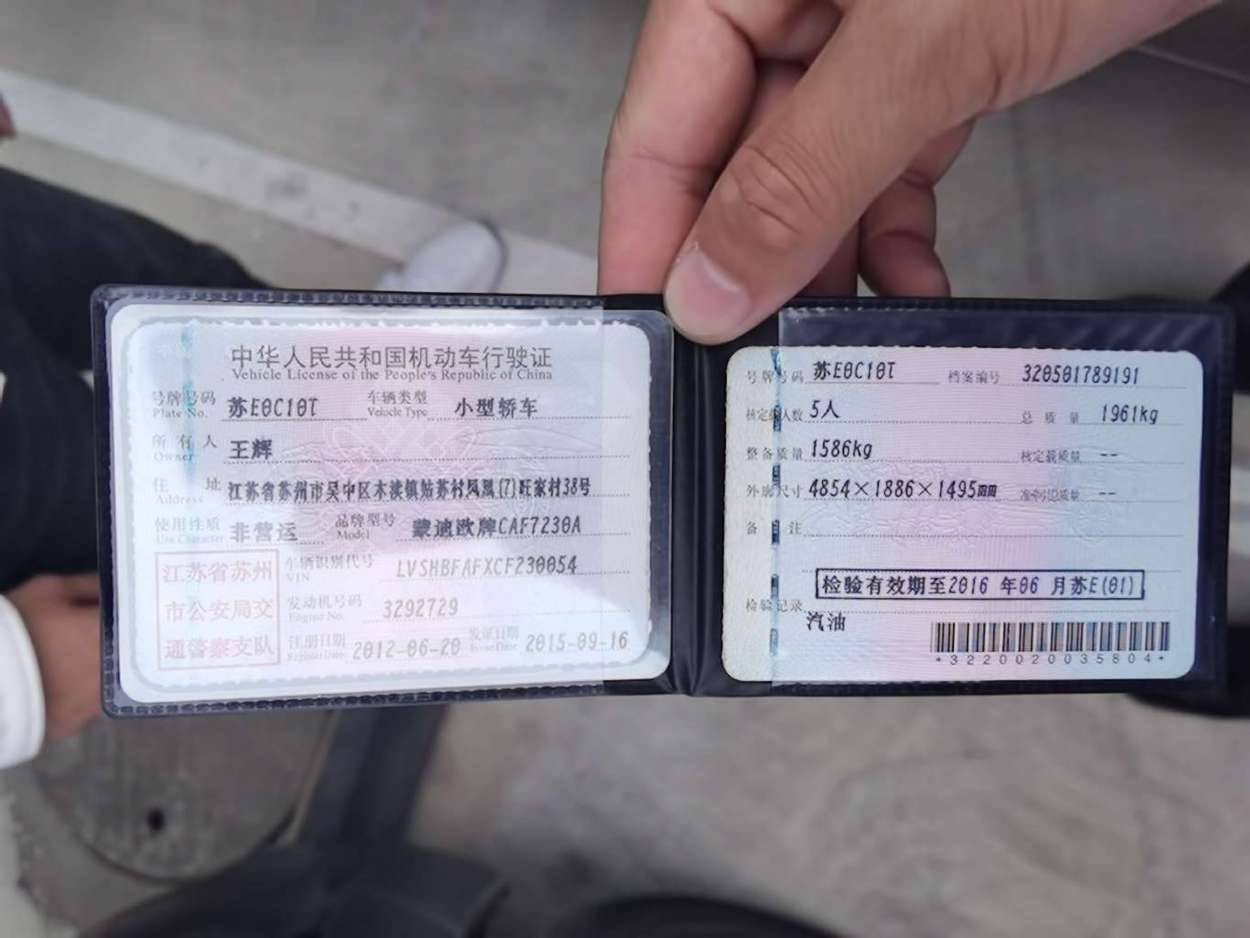 中华人民共和国机动车行驶证
Vehicle License of the People's Republic of China
号牌号码 苏E0C10T 车辆类型 小型轿车
Plate No. Vehicle Type
所有人 王辉
Owner
住址 江苏省苏州市吴中区木渎镇姑苏村凤凰(7)旺家村38号
Address
使用性质 非营运 品牌型号 蒙迪欧牌CAF7230A
Use Character Model
江苏省苏州
市公安局交
通警察支队
车辆识别代号 LVSHBFAFXCF230054
VIN
发动机号码 3292729
Engine No.
注册日期 2012-06-20 发证日期 2015-09-16
Register Date Issue Date
号牌号码 苏E0C10T 档案编号 320501789191
核定载人数 5人 总质量 1961kg
整备质量 1586kg 核定载质量 --
外廓尺寸 4854×1886×1495mm 准牵引总质量 --
备注
检验有效期至2016 年06 月苏E(01)
检验记录
汽油
*3220020035804*